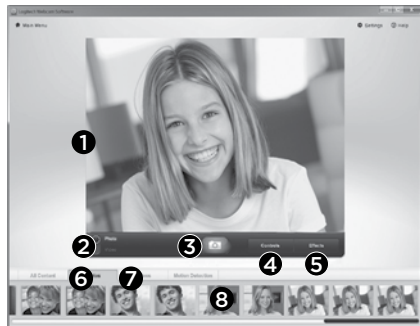 Logitech Webcam Software
Main Menu
Settings
Help
1
2
Photo
3
Controls
Effects
4
5
All Content
Motion Detection
6
7
8